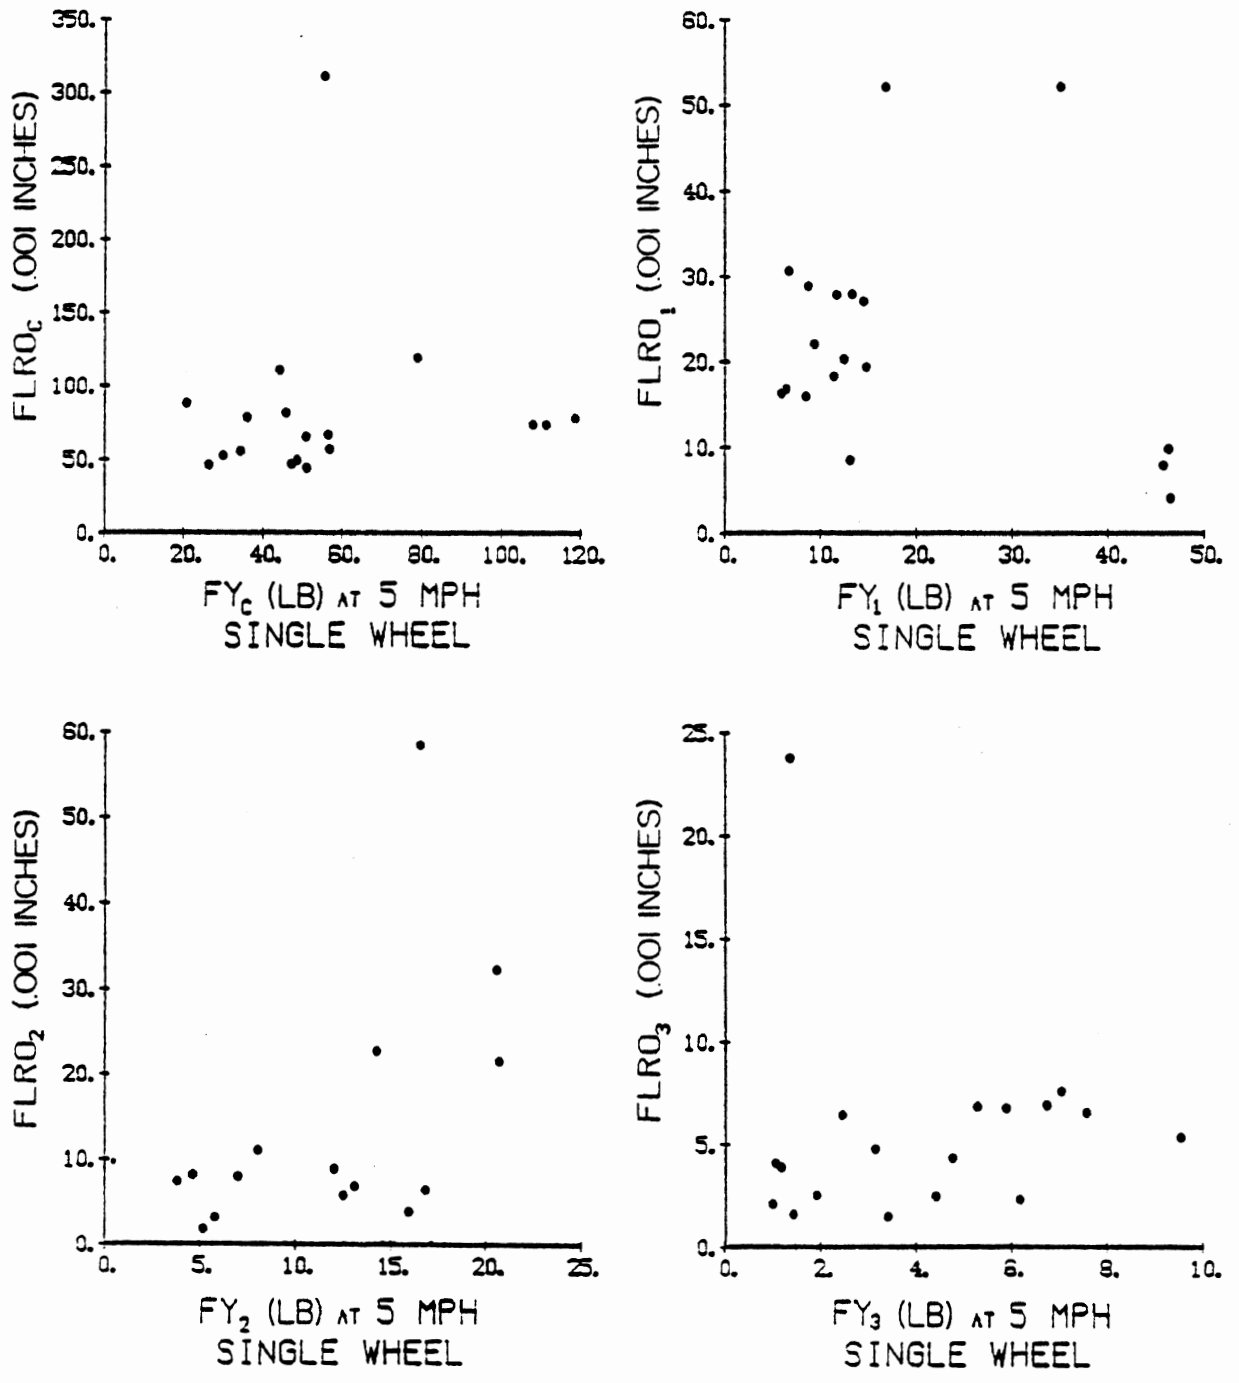 350.
300.
250.
200.
150.
100.
50.
0.
FLRO_C (.001 INCHES)
0. 20. 40. 60. 80. 100. 120.
FY_C (LB) AT 5 MPH
SINGLE WHEEL
60.
50.
40.
30.
20.
10.
0.
FLRO_1 (.001 INCHES)
0. 10. 20. 30. 40. 50.
FY_1 (LB) AT 5 MPH
SINGLE WHEEL
60.
50.
40.
30.
20.
10.
0.
FLRO_2 (.001 INCHES)
0. 5. 10. 15. 20. 25.
FY_2 (LB) AT 5 MPH
SINGLE WHEEL
25.
20.
15.
10.
5.
0.
FLRO_3 (.001 INCHES)
0. 2. 4. 6. 8. 10.
FY_3 (LB) AT 5 MPH
SINGLE WHEEL